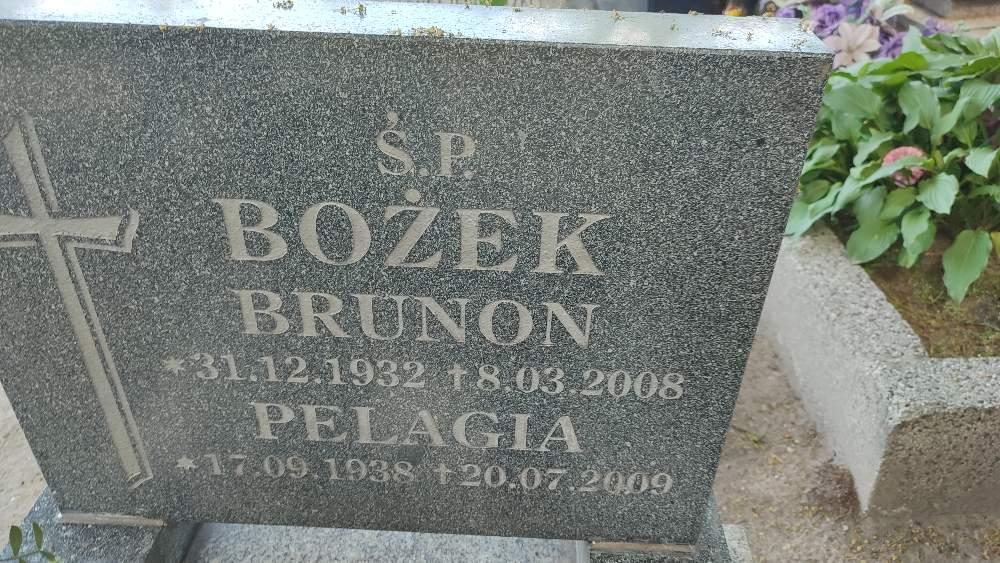 Ś.P.
BOŻEK
BRUNON
*31.12.1932 †8.03.2008
PELAGIA
*17.09.1938 †20.07.2009